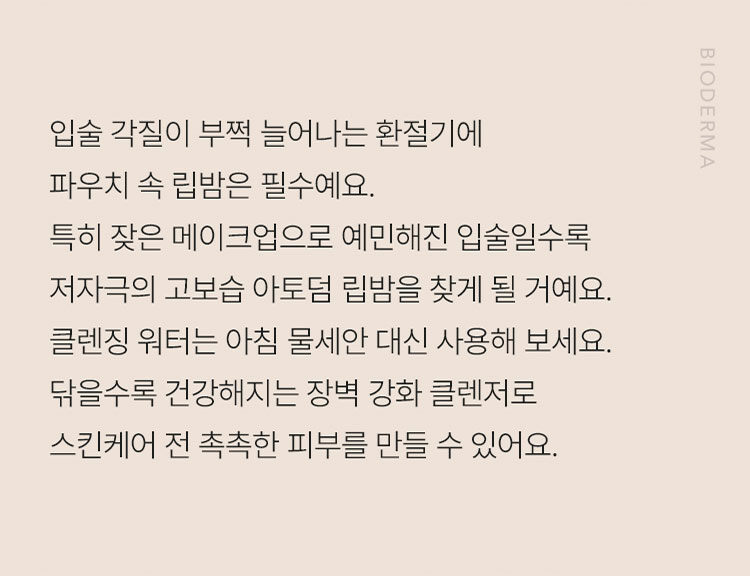 입술 각질이 부쩍 늘어나는 환절기에
파우치 속 립밤은 필수예요.
특히 잦은 메이크업으로 예민해진 입술일수록
저자극의 고보습 아토덤 립밤을 찾게 될 거예요.
클렌징 워터는 아침 물세안 대신 사용해 보세요.
닦을수록 건강해지는 장벽 강화 클렌저로
스킨케어 전 촉촉한 피부를 만들 수 있어요.
BIODERMA